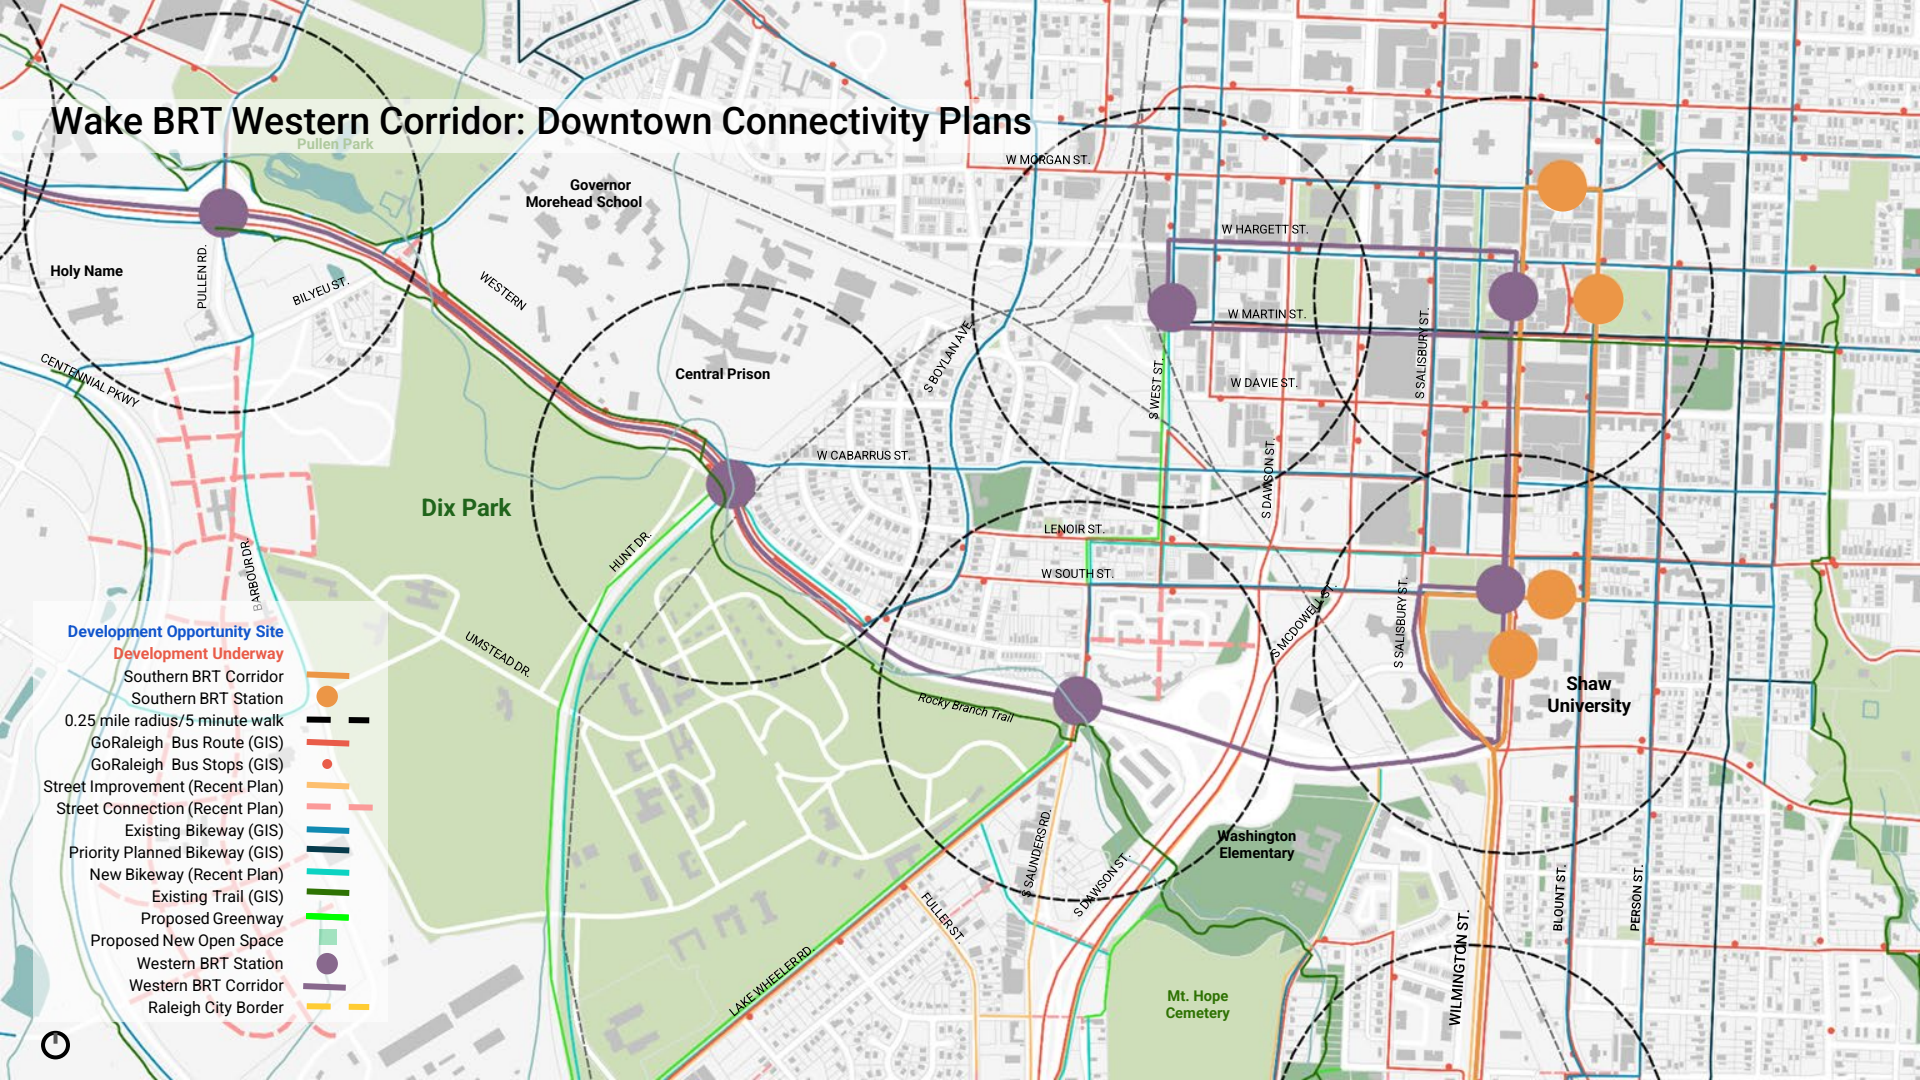 Wake BRT Western Corridor: Downtown Connectivity Plans
Pullen Park
W MORGAN ST.
Governor
Morehead School
W HARGETT ST.
Holy Name
PULLEN RD.
BILYEU ST.
WESTERN
W MARTIN ST.
S BOYLAN AVE.
S SALISBURY ST.
CENTENNIAL PKWY
Central Prison
S WEST ST.
W DAVIE ST.
W CABARRUS ST.
S DAWSON ST.
Dix Park
LENOIR ST.
HUNT DR.
W SOUTH ST.
BARBOUR DR.
S SALISBURY ST.
S MCDOWELL ST.
UMSTEAD DR.
Shaw
University
Rocky Branch Trail
Washington
Elementary
S SAUNDERS RD.
S DAWSON ST.
FULLER ST.
BLOUNT ST.
PERSON ST.
WILMINGTON ST.
LAKE WHEELER RD.
Mt. Hope
Cemetery
Development Opportunity Site
Development Underway
Southern BRT Corridor
Southern BRT Station
0.25 mile radius/5 minute walk
GoRaleigh Bus Route (GIS)
GoRaleigh Bus Stops (GIS)
Street Improvement (Recent Plan)
Street Connection (Recent Plan)
Existing Bikeway (GIS)
Priority Planned Bikeway (GIS)
New Bikeway (Recent Plan)
Existing Trail (GIS)
Proposed Greenway
Proposed New Open Space
Western BRT Station
Western BRT Corridor
Raleigh City Border